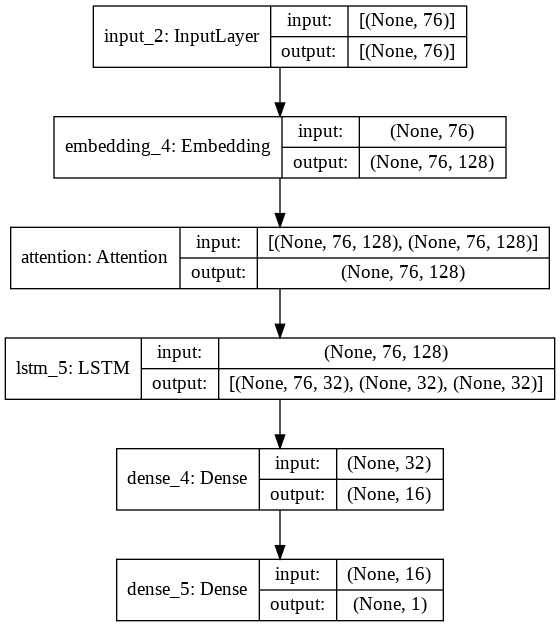 input_2: InputLayer
input: [(None, 76)]
output: [(None, 76)]
embedding_4: Embedding
input: (None, 76)
output: (None, 76, 128)
attention: Attention
input: [(None, 76, 128), (None, 76, 128)]
output: (None, 76, 128)
lstm_5: LSTM
input: (None, 76, 128)
output: [(None, 76, 32), (None, 32), (None, 32)]
dense_4: Dense
input: (None, 32)
output: (None, 16)
dense_5: Dense
input: (None, 16)
output: (None, 1)